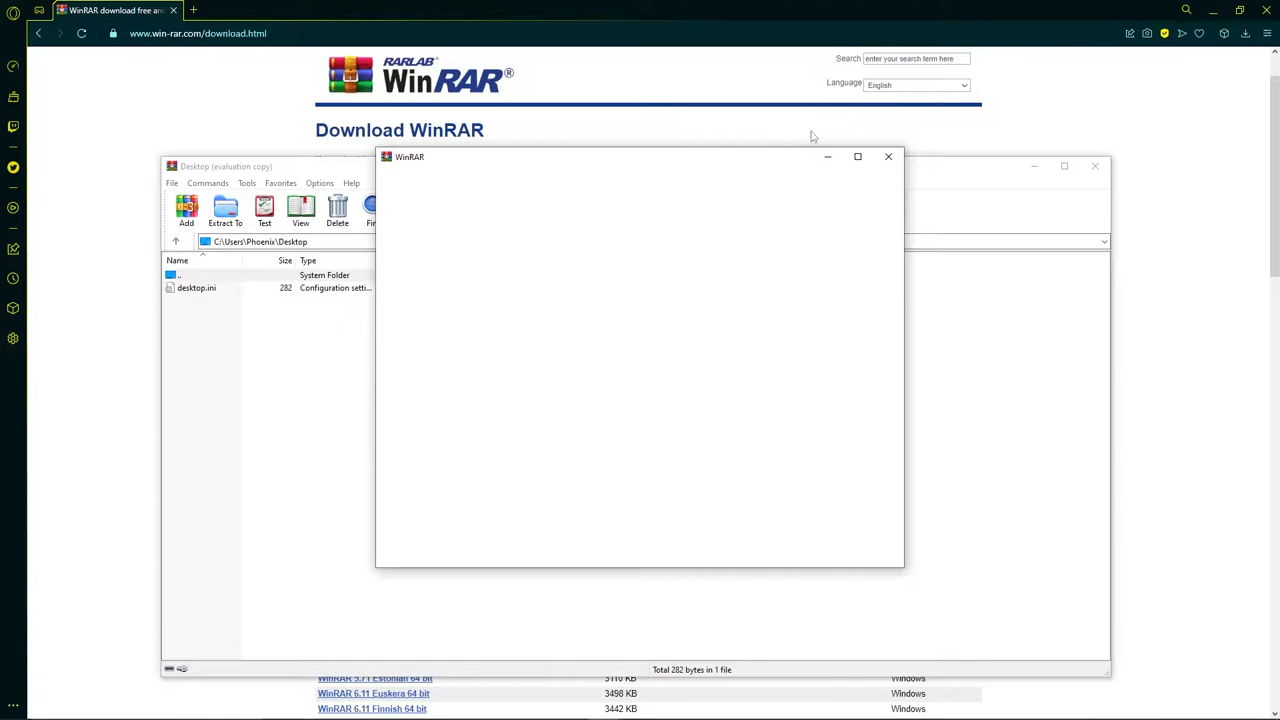 WinRAR download free an
www.win-rar.com/download.html
RARLAB®
WinRAR®
Search enter your search term here
Language English
Download WinRAR
Desktop (evaluation copy)
WinRAR
File Commands Tools Favorites Options Help
Add Extract To Test View Delete Fin
C:\Users\Phoenix\Desktop
Name Size Type
.. System Folder
desktop.ini 282 Configuration setti...
Total 282 bytes in 1 file
WinRAR 5.71 Estonian 64 bit 3110 KB Windows
WinRAR 6.11 Euskera 64 bit 3498 KB Windows
WinRAR 6.11 Finnish 64 bit 3442 KB Windows